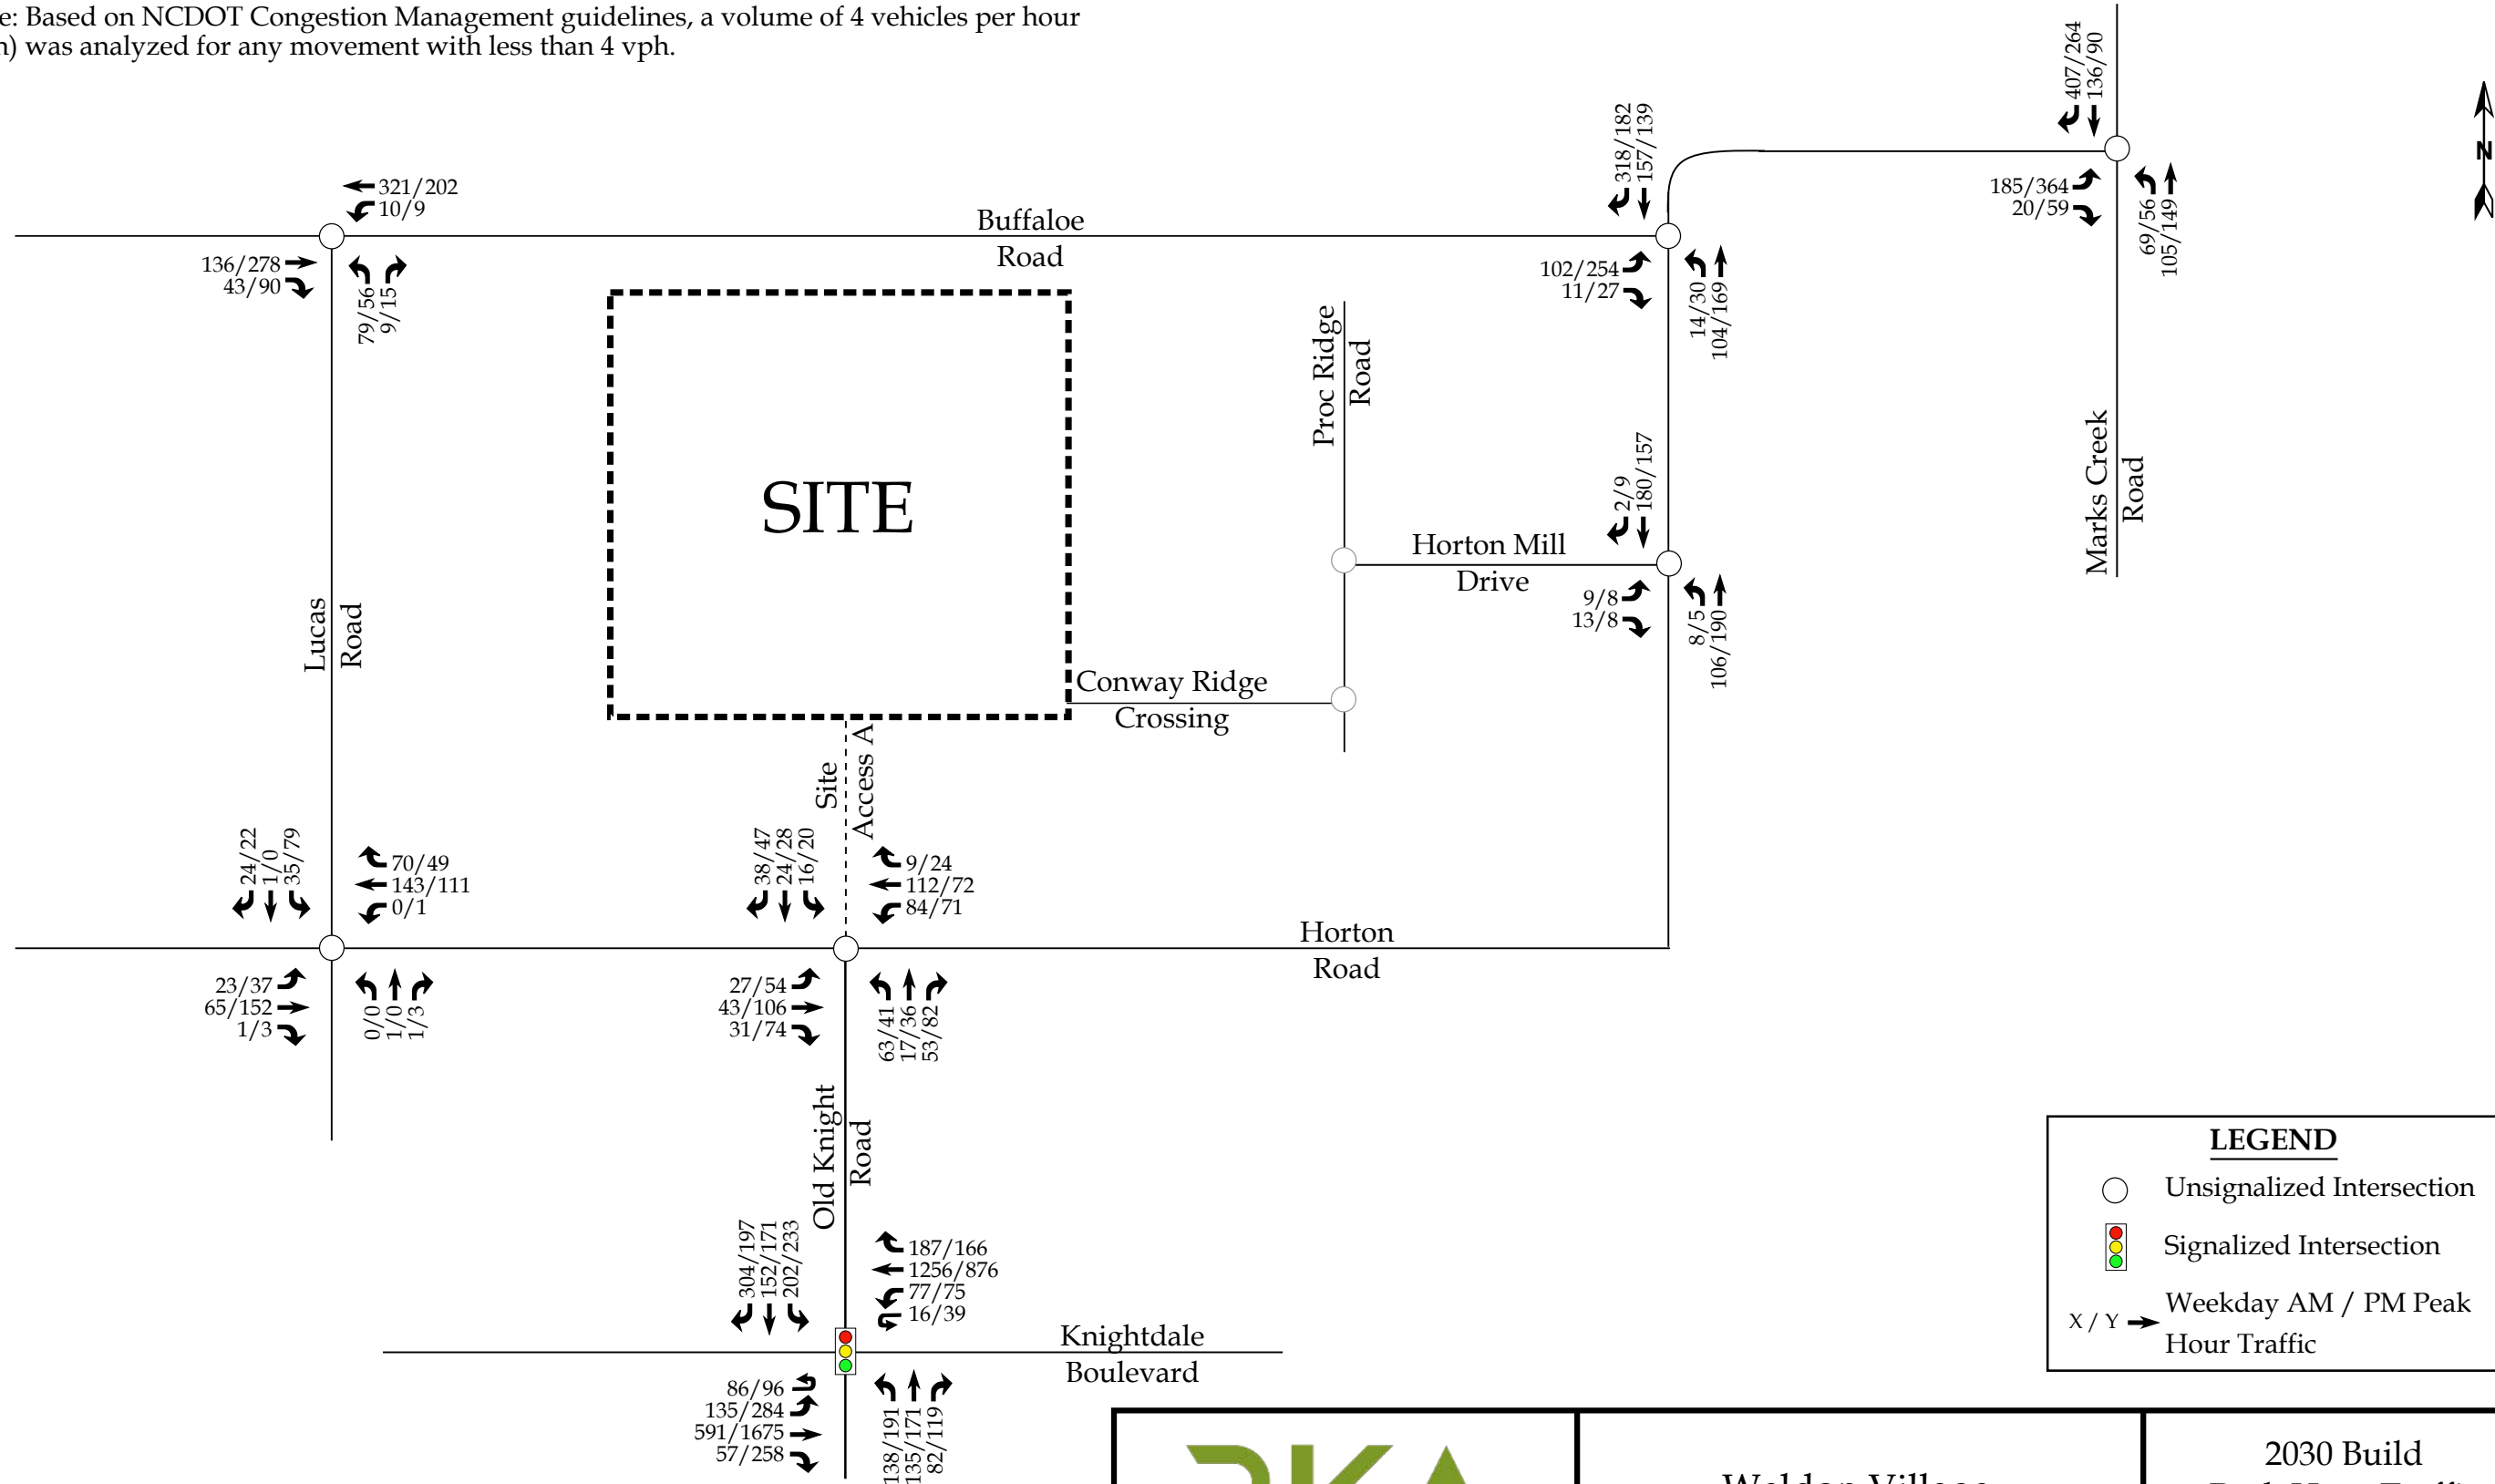 e: Based on NCDOT Congestion Management guidelines, a volume of 4 vehicles per hour
h) was analyzed for any movement with less than 4 vph.
407/264
136/90
318/182
157/139
N
321/202
10/9
185/364
20/59
69/56
105/149
Buffaloe
Road
136/278
43/90
79/56
9/15
102/254
11/27
14/30
104/169
Proc Ridge
Road
SITE
Marks Creek
Road
2/9
180/157
Horton Mill
Drive
9/8
13/8
8/5
106/190
Lucas
Road
Conway Ridge
Crossing
Site
Access A
24/22
1/0
35/79
70/49
143/111
0/1
38/47
24/28
16/20
9/24
112/72
84/71
Horton
Road
23/37
65/152
1/3
0/0
1/0
1/3
27/54
43/106
31/74
63/41
17/36
53/82
Old Knight
Road
LEGEND
Unsignalized Intersection
Signalized Intersection
X / Y
Weekday AM / PM Peak
Hour Traffic
304/197
152/171
202/233
187/166
1256/876
77/75
16/39
Knightdale
Boulevard
86/96
135/284
591/1675
57/258
138/191
135/171
82/119
RKA
Weldon Village
2030 Build